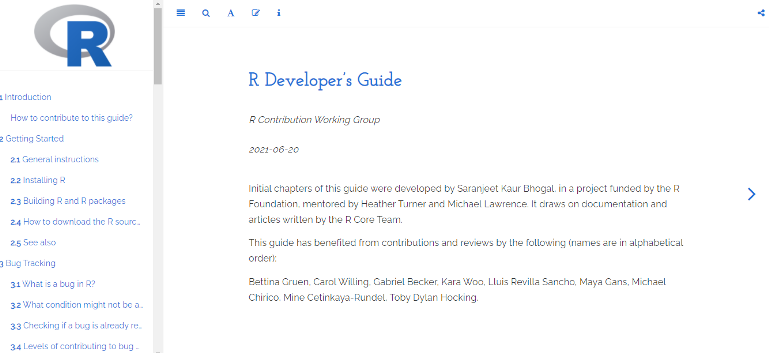 R
1 Introduction
How to contribute to this guide?
2 Getting Started
2.1 General instructions
2.2 Installing R
2.3 Building R and R packages
2.4 How to download the R sourc...
2.5 See also
3 Bug Tracking
3.1 What is a bug in R?
3.2 What condition might not be a...
3.3 Checking if a bug is already re...
3.4 Levels of contributing to bug ...
A
i
R Developer's Guide
R Contribution Working Group
2021-06-20
Initial chapters of this guide were developed by Saranjeet Kaur Bhogal, in a project funded by the R
Foundation, mentored by Heather Turner and Michael Lawrence. It draws on documentation and
articles written by the R Core Team.
This guide has benefited from contributions and reviews by the following (names are in alphabetical
order):
Bettina Gruen, Carol Willing, Gabriel Becker, Kara Woo, Lluis Revilla Sancho, Maya Gans, Michael
Chirico, Mine Cetinkaya-Rundel, Toby Dylan Hocking.